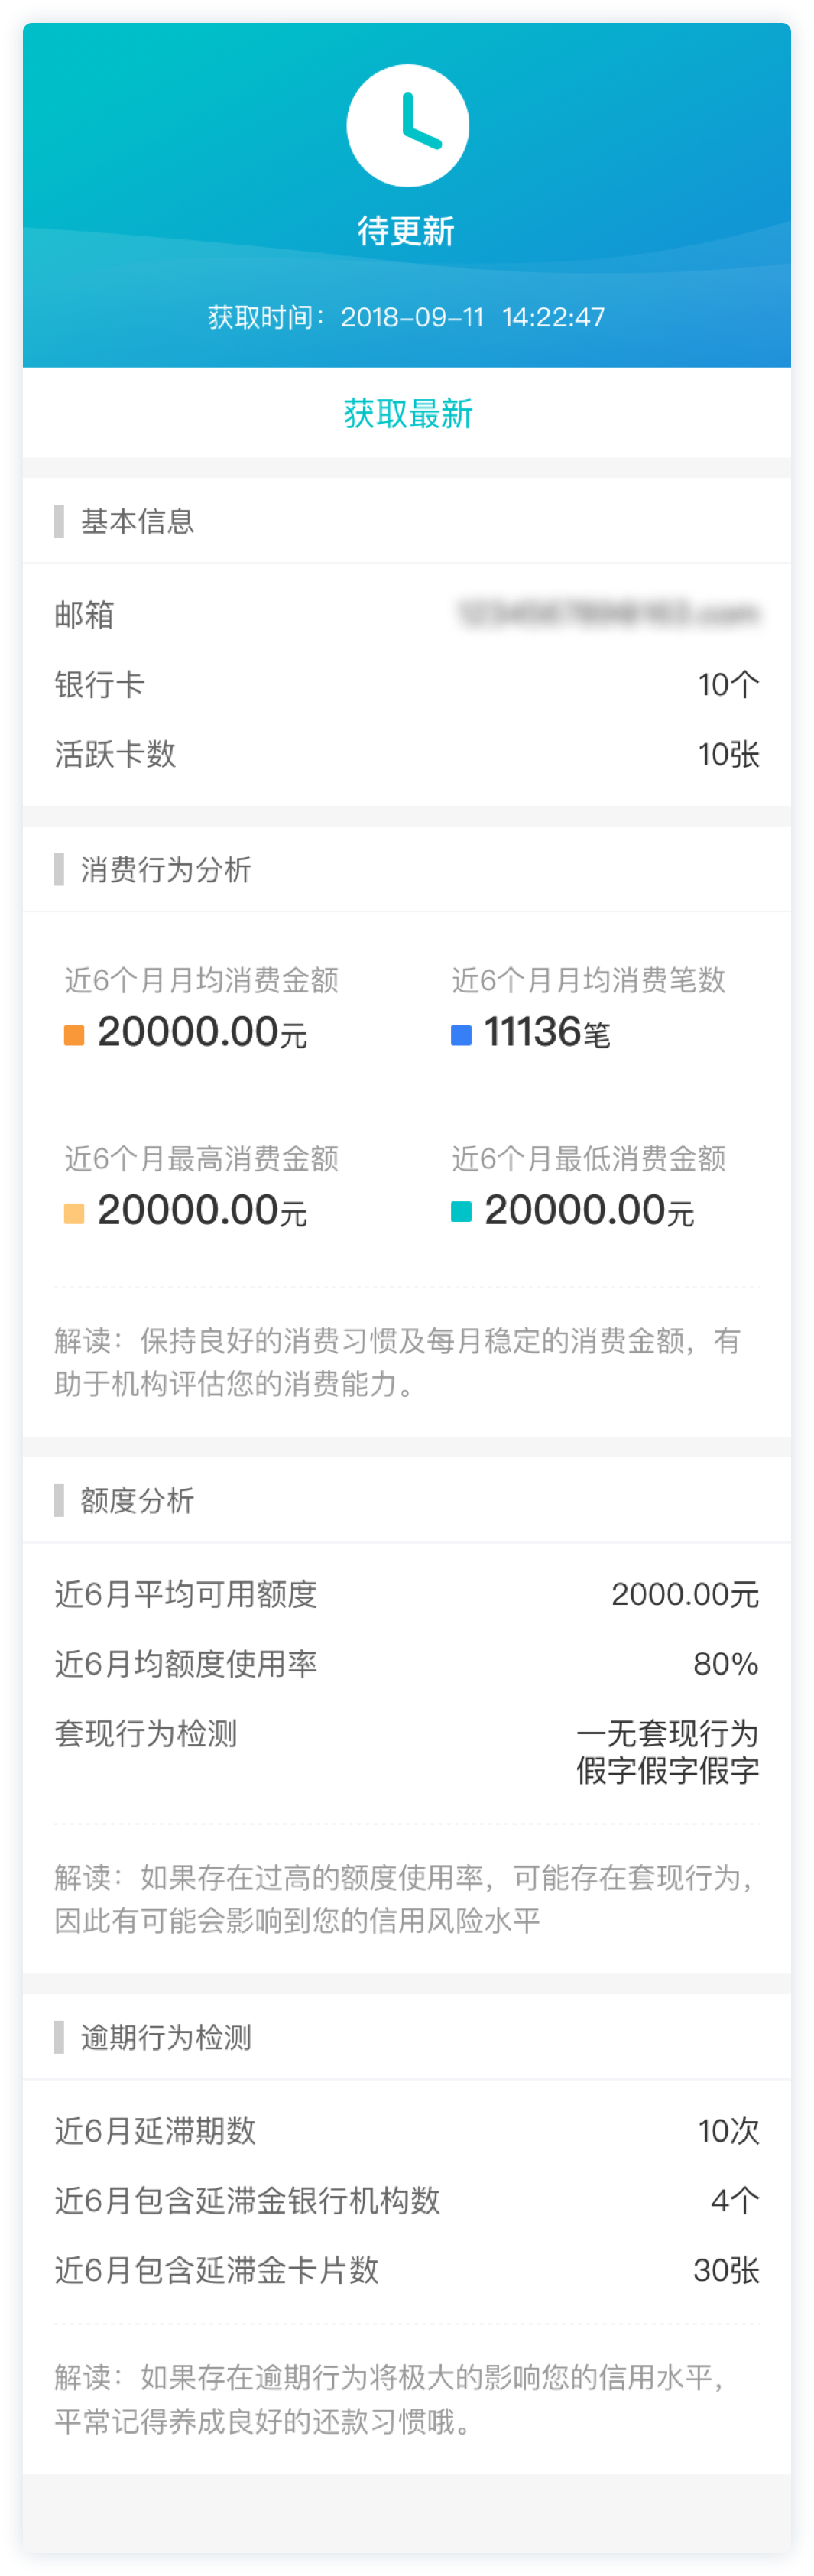 待更新
获取时间：2018-09-11 14:22:47
获取最新
基本信息
邮箱
银行卡 10个
活跃卡数 10张
消费行为分析
近6个月月均消费金额 近6个月月均消费笔数
20000.00元 11136笔
近6个月最高消费金额 近6个月最低消费金额
20000.00元 20000.00元
解读：保持良好的消费习惯及每月稳定的消费金额，有
助于机构评估您的消费能力。
额度分析
近6月平均可用额度 2000.00元
近6月均额度使用率 80%
套现行为检测 一无套现行为
假字假字假字
解读：如果存在过高的额度使用率，可能存在套现行为，
因此有可能会影响到您的信用风险水平
逾期行为检测
近6月延滞期数 10次
近6月包含延滞金银行机构数 4个
近6月包含延滞金卡片数 30张
解读：如果存在逾期行为将极大的影响您的信用水平，
平常记得养成良好的还款习惯哦。